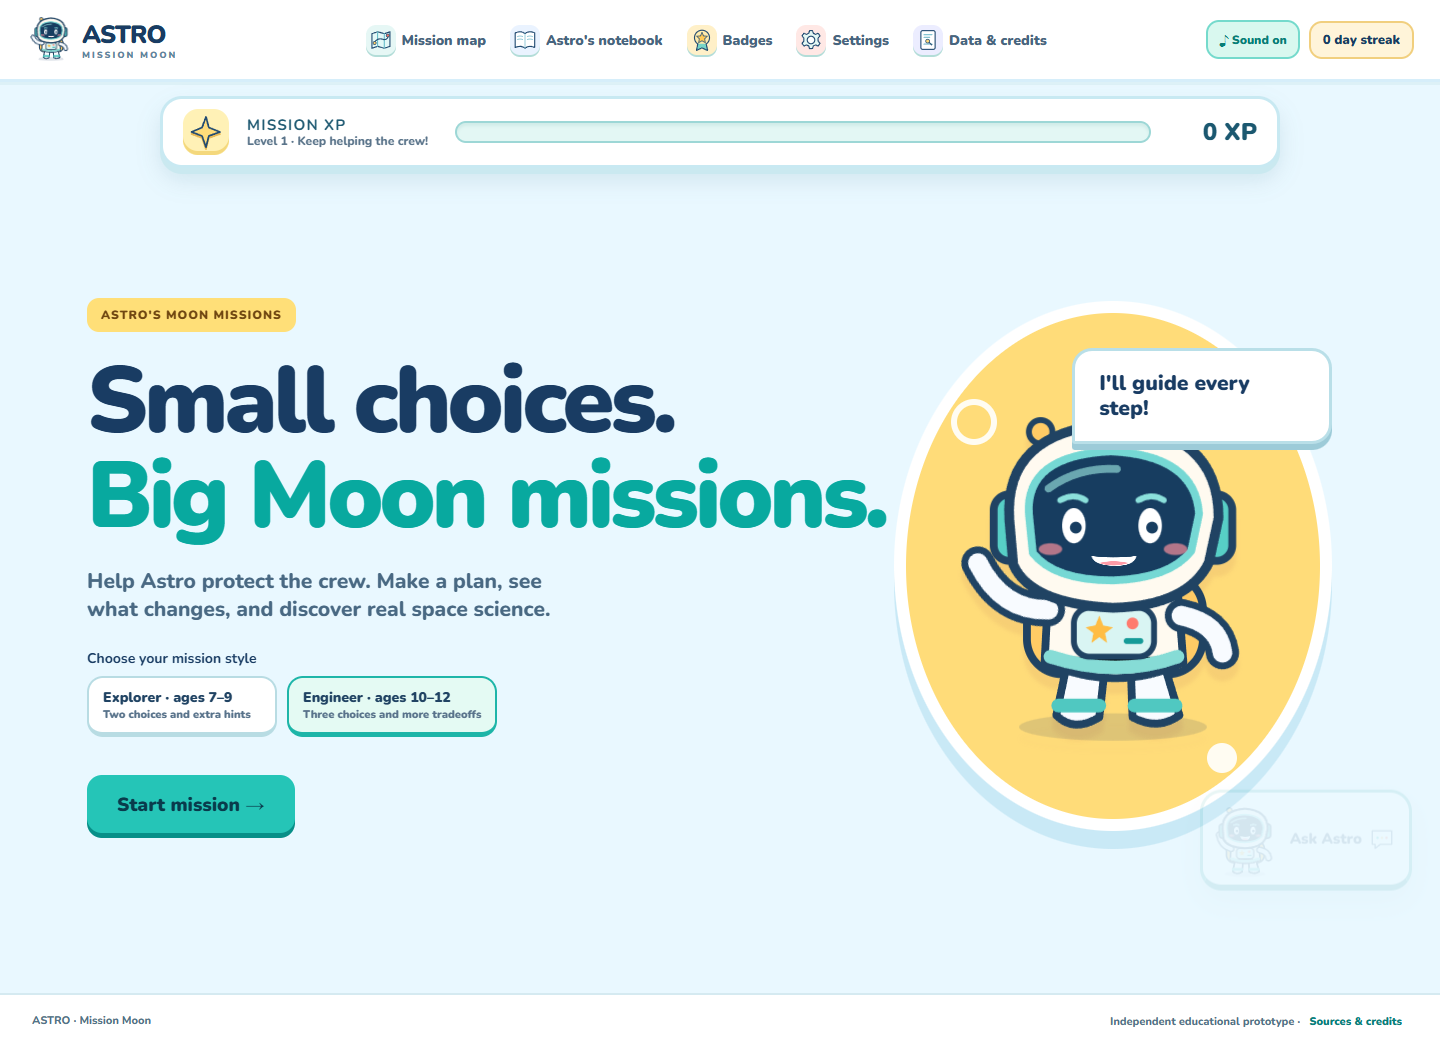 ASTRO
MISSION MOON
Mission map
Astro's notebook
Badges
Settings
Data & credits
Sound on
0 day streak
MISSION XP
Level 1 · Keep helping the crew!
0 XP
ASTRO'S MOON MISSIONS
Small choices.
Big Moon missions.
Help Astro protect the crew. Make a plan, see
what changes, and discover real space science.
Choose your mission style
Explorer · ages 7–9
Two choices and extra hints
Engineer · ages 10–12
Three choices and more tradeoffs
Start mission →
I'll guide every
step!
Ask Astro
ASTRO · Mission Moon
Independent educational prototype · Sources & credits